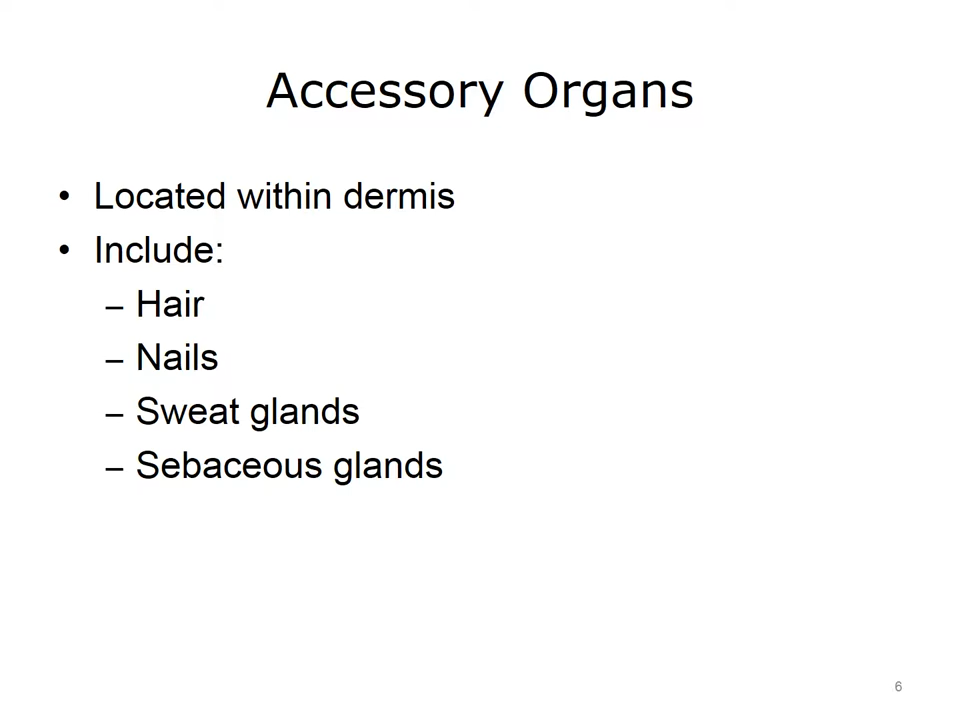 Accessory Organs
• Located within dermis
• Include:
– Hair
– Nails
– Sweat glands
– Sebaceous glands
6